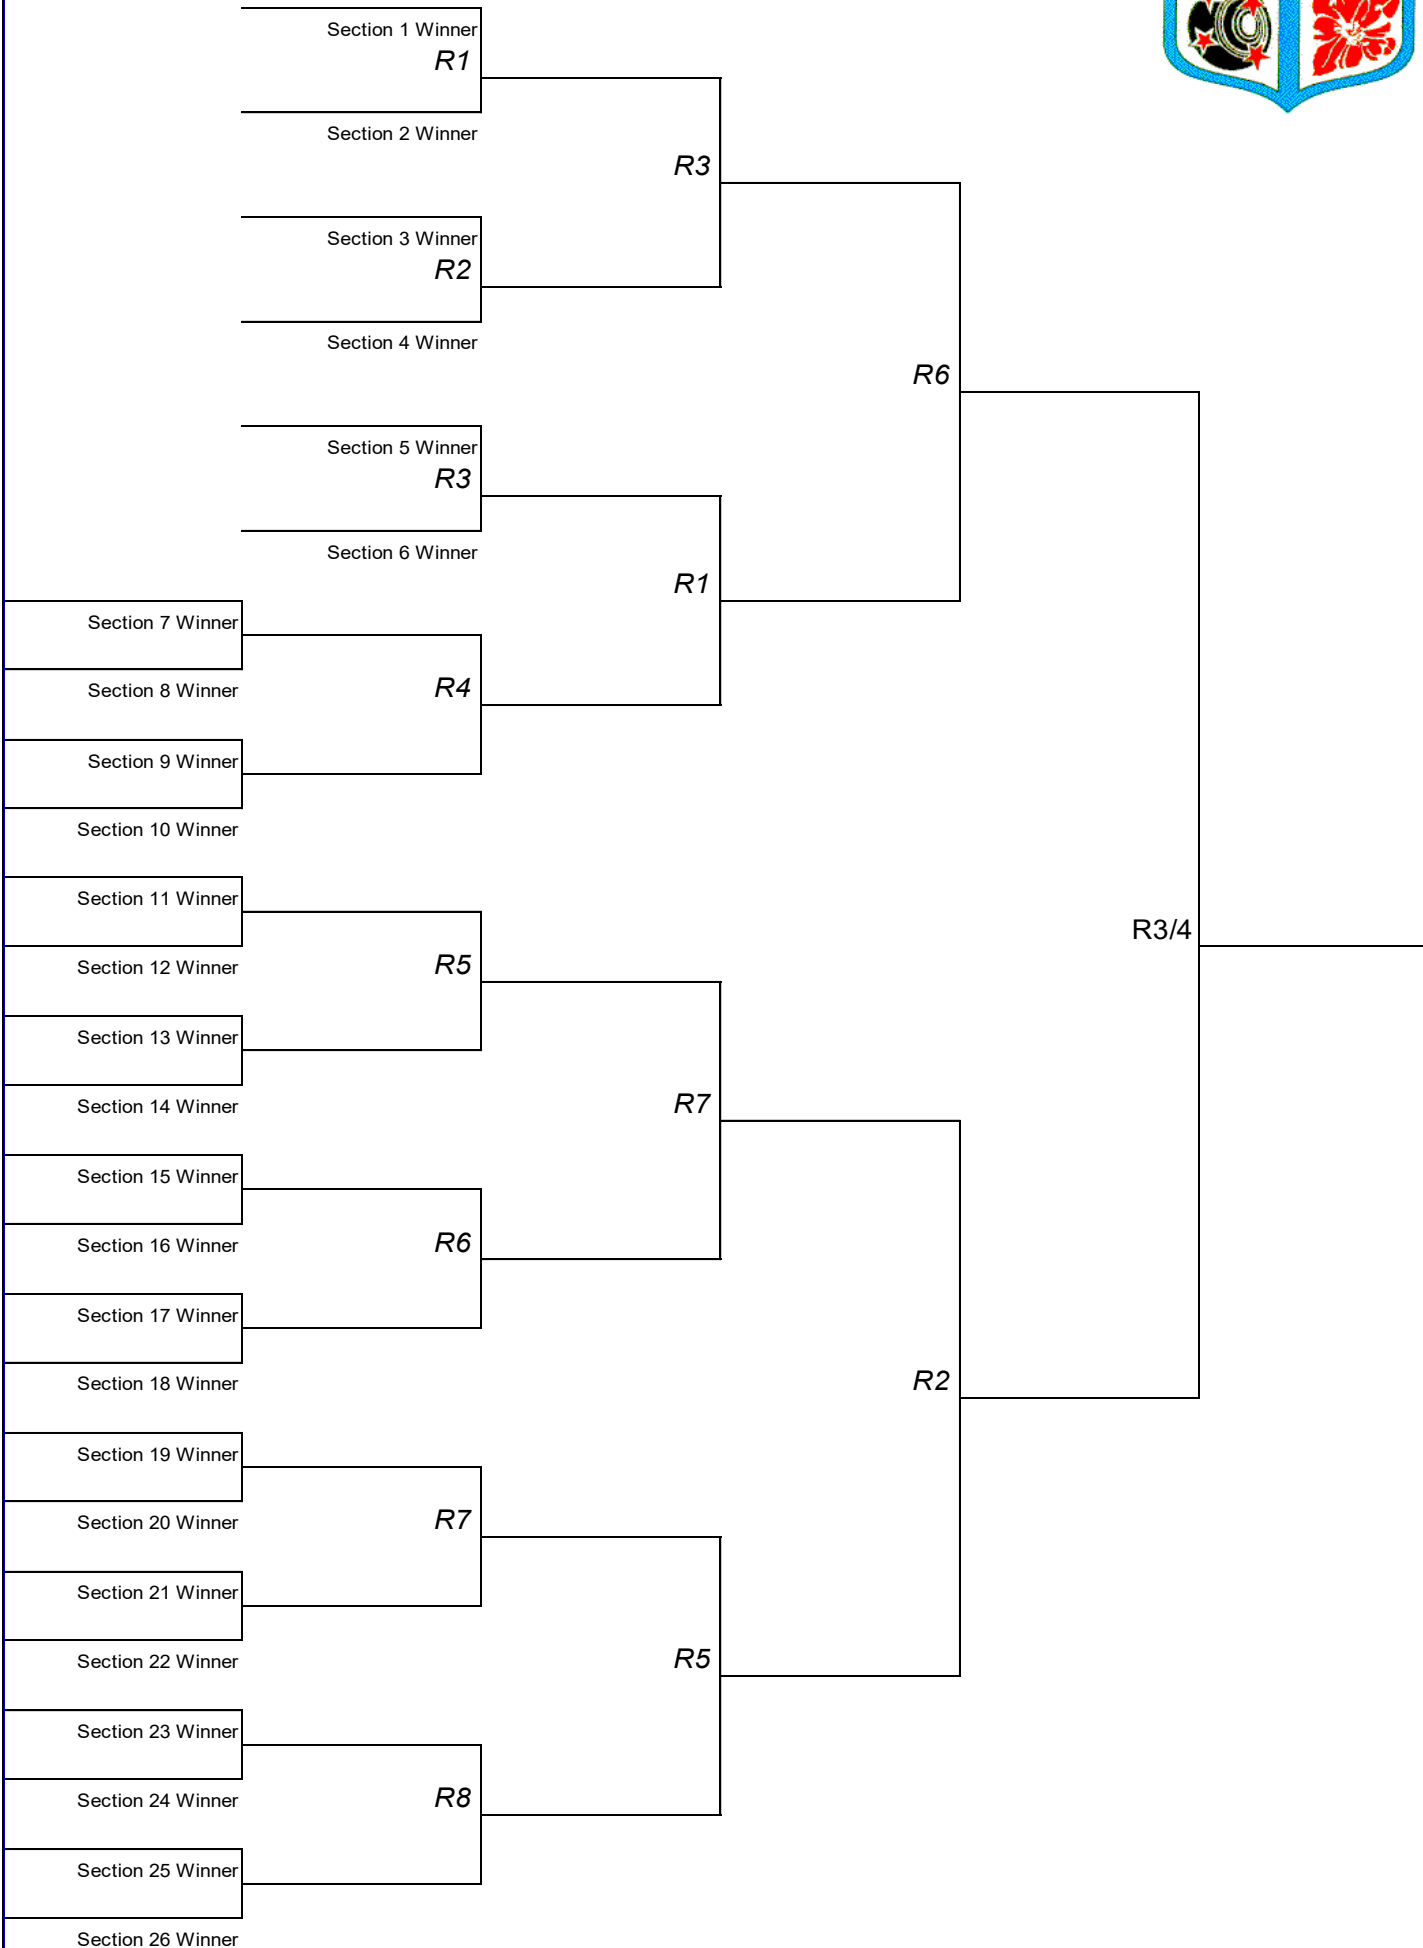 Section 1 Winner
R1
Section 2 Winner
R3
Section 3 Winner
R2
Section 4 Winner
R6
Section 5 Winner
R3
Section 6 Winner
R1
Section 7 Winner
Section 8 Winner
R4
Section 9 Winner
Section 10 Winner
Section 11 Winner
R3/4
Section 12 Winner
R5
Section 13 Winner
Section 14 Winner
R7
Section 15 Winner
Section 16 Winner
R6
Section 17 Winner
Section 18 Winner
R2
Section 19 Winner
Section 20 Winner
R7
Section 21 Winner
Section 22 Winner
R5
Section 23 Winner
Section 24 Winner
R8
Section 25 Winner
Section 26 Winner